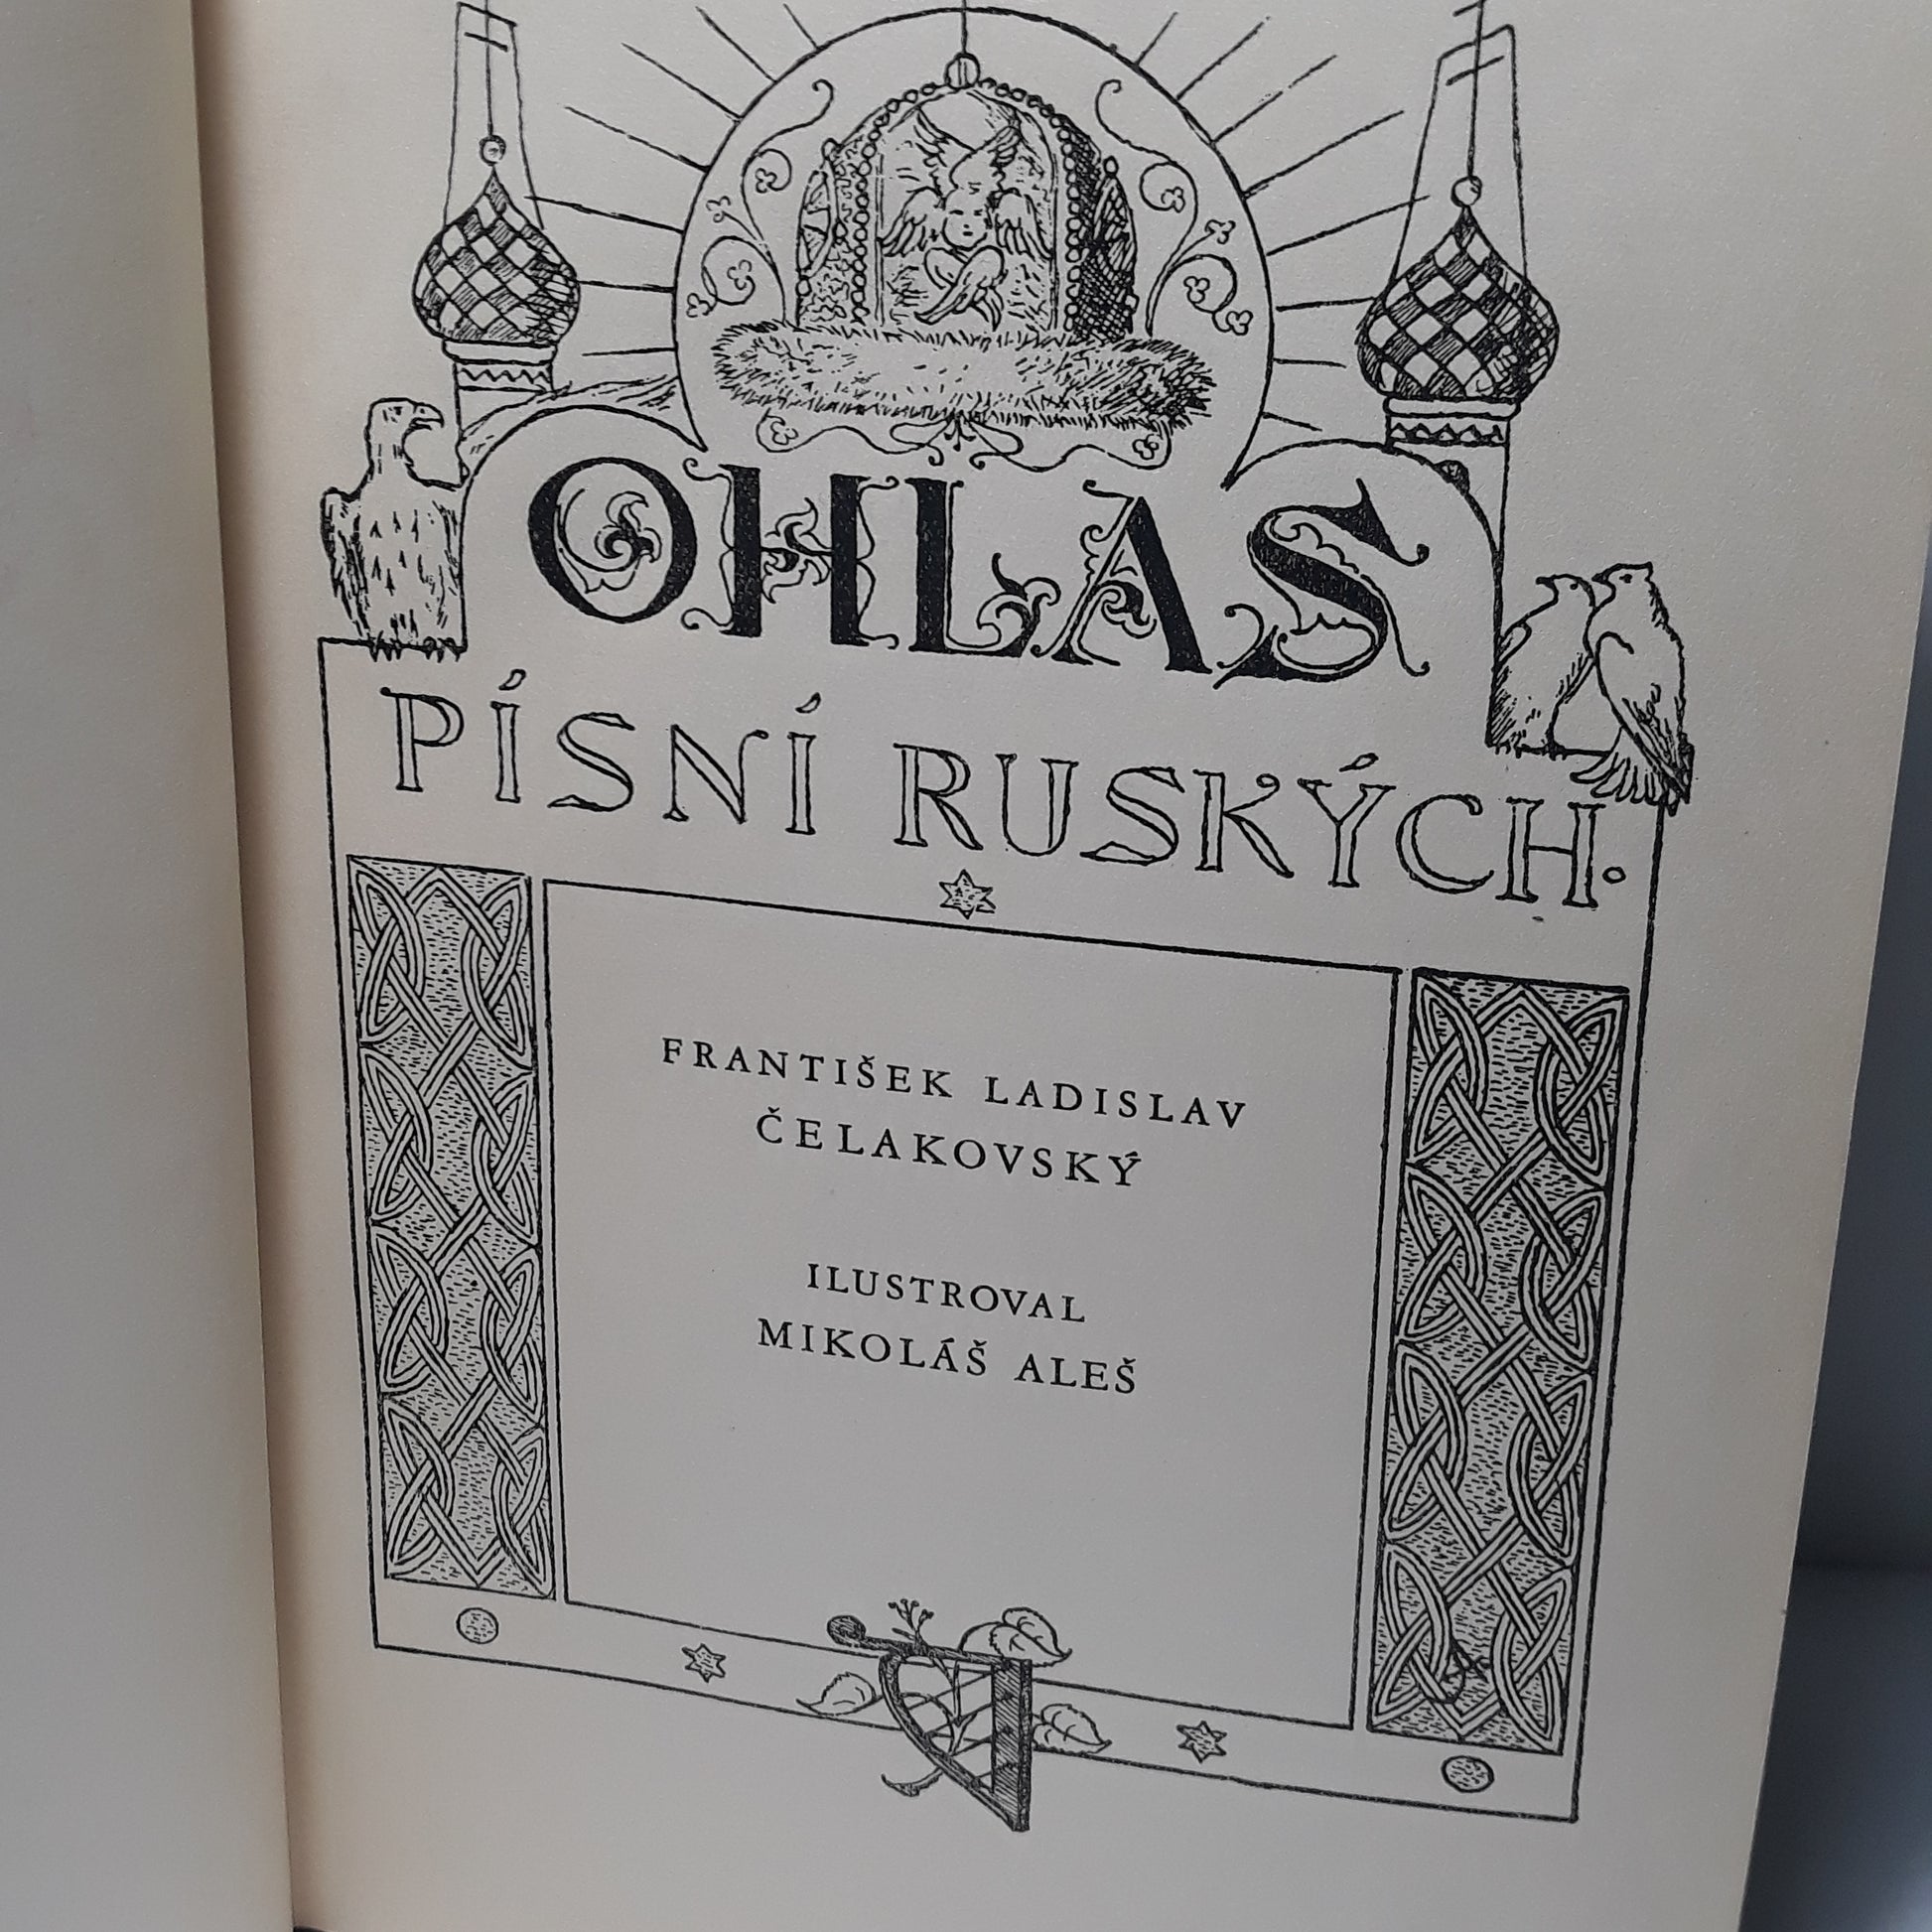 OHLAS
PÍSNÍ RUSKÝCH.
FRANTIŠEK LADISLAV
ČELAKOVSKÝ
ILUSTROVAL
MIKOLÁŠ ALEŠ